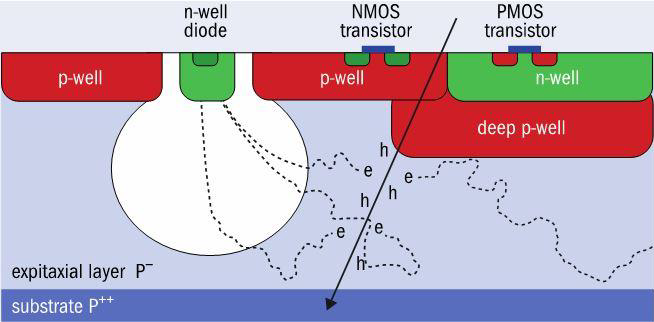 n-well
diode
NMOS
transistor
PMOS
transistor
p-well
p-well
n-well
deep p-well
h
e
e
h
h
e
e
h
expitaxial layer P⁻
substrate P⁺⁺